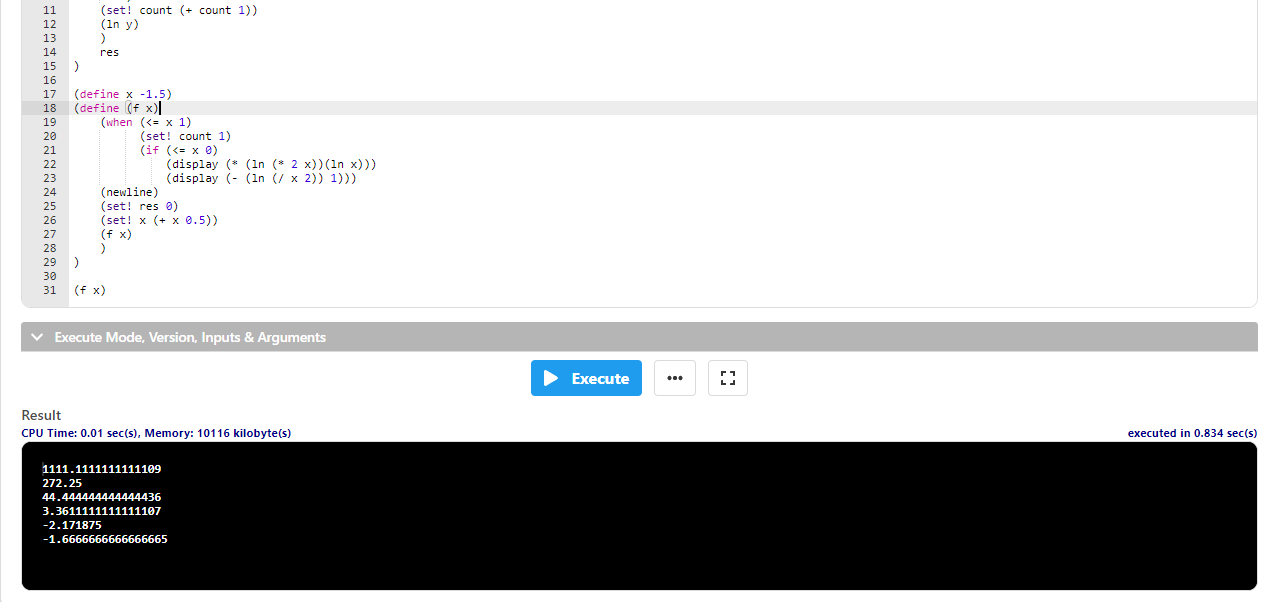 11 (set! count (+ count 1))
12 (ln y)
13 )
14 res
15 )
16
17 (define x -1.5)
18 (define (f x)
19 (when (<= x 1)
20 (set! count 1)
21 (if (<= x 0)
22 (display (* (ln (* 2 x))(ln x)))
23 (display (- (ln (/ x 2)) 1)))
24 (newline)
25 (set! res 0)
26 (set! x (+ x 0.5))
27 (f x)
28 )
29 )
30
31 (f x)
Execute Mode, Version, Inputs & Arguments
Execute
Result
CPU Time: 0.01 sec(s), Memory: 10116 kilobyte(s) executed in 0.834 sec(s)
1111.1111111111109
272.25
44.444444444444436
3.3611111111111107
-2.171875
-1.6666666666666665